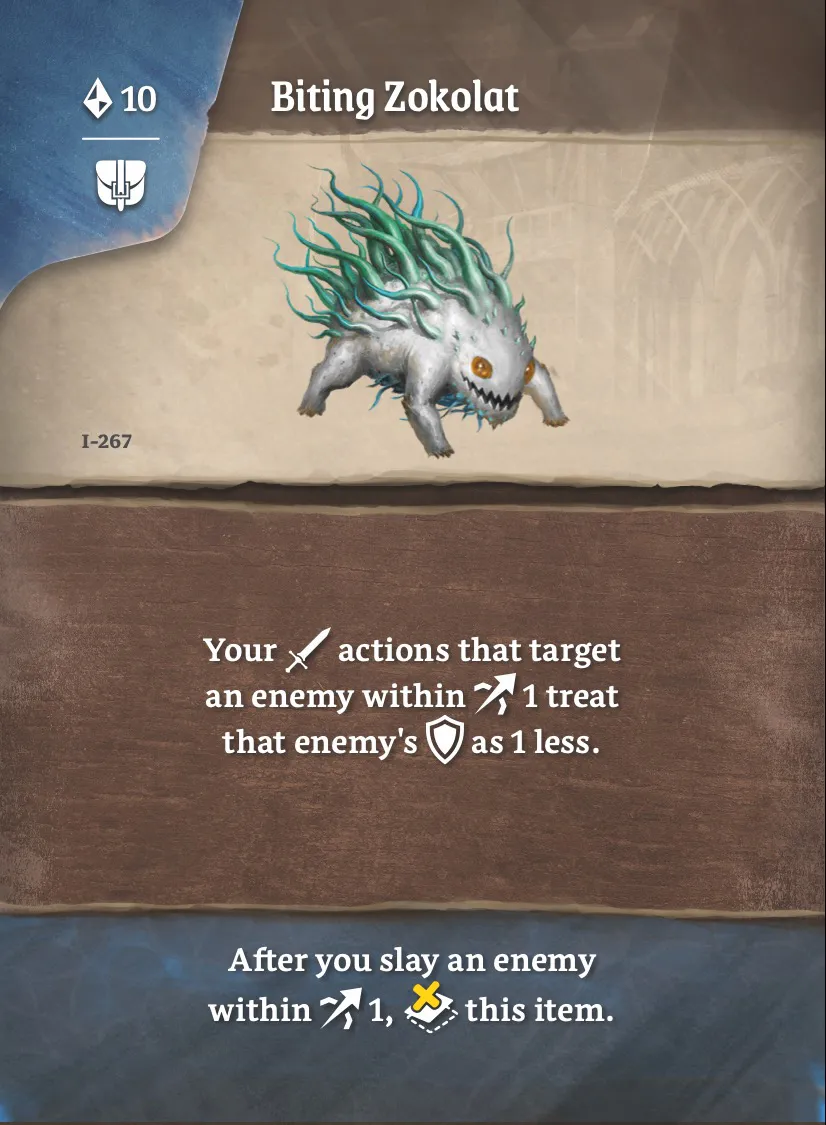 10
Biting Zokolat
I-267
Your actions that target
an enemy within 1 treat
that enemy's as 1 less.
After you slay an enemy
within 1, this item.